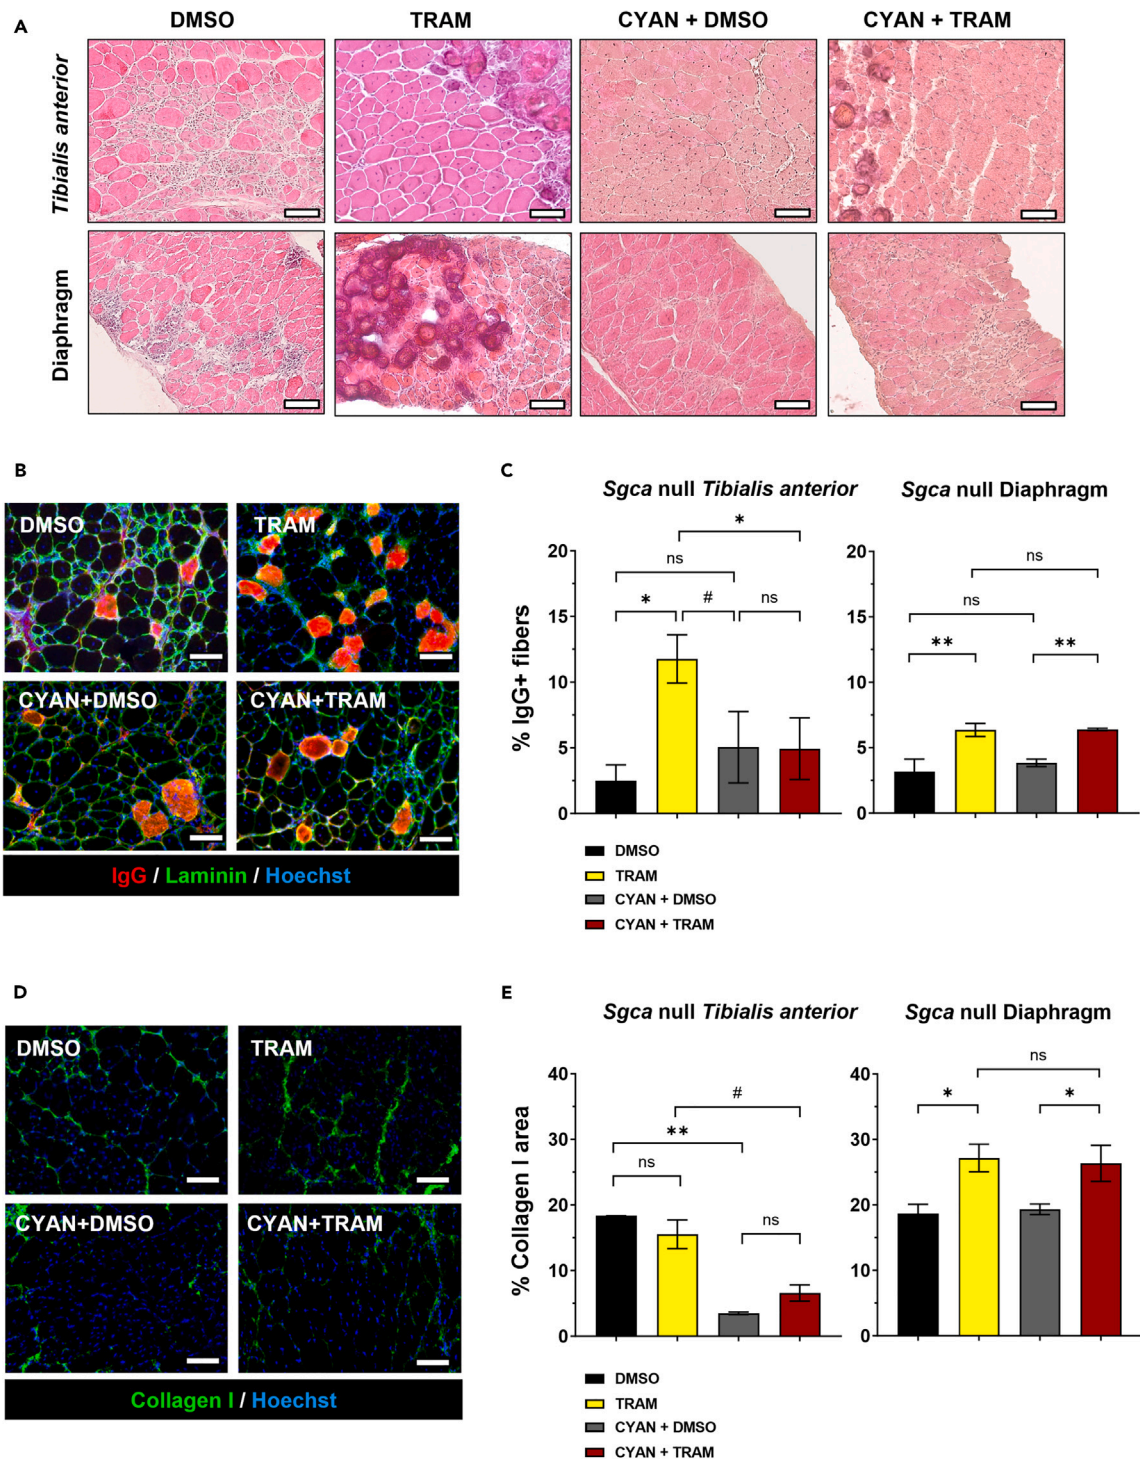 A
DMSO
TRAM
CYAN + DMSO
CYAN + TRAM
Tibialis anterior
Diaphragm
B
DMSO
TRAM
CYAN+DMSO
CYAN+TRAM
IgG / Laminin / Hoechst
C
Sgca null Tibialis anterior
Sgca null Diaphragm
% IgG+ fibers
20
15
10
5
0
*
ns
*
#
ns
20
15
10
5
0
ns
ns
**
**
DMSO
TRAM
CYAN + DMSO
CYAN + TRAM
D
DMSO
TRAM
CYAN+DMSO
CYAN+TRAM
Collagen I / Hoechst
E
Sgca null Tibialis anterior
Sgca null Diaphragm
% Collagen I area
40
30
20
10
0
#
**
ns
ns
40
30
20
10
0
ns
*
*
DMSO
TRAM
CYAN + DMSO
CYAN + TRAM